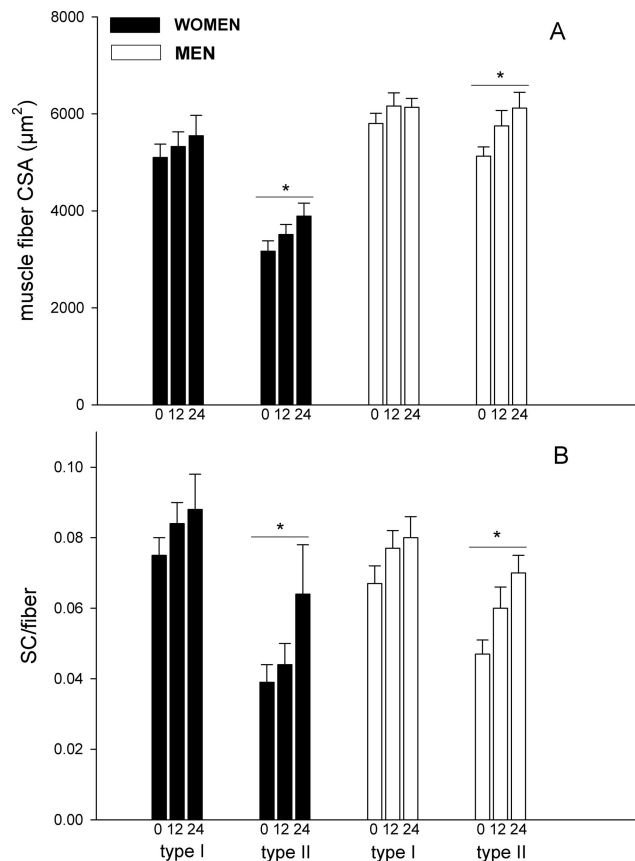 WOMEN
MEN
A
muscle fiber CSA (µm²)
8000
6000
4000
2000
0
*
*
0 12 24
0 12 24
0 12 24
0 12 24
B
SC/fiber
0.10
0.08
0.06
0.04
0.02
0.00
*
*
0 12 24
0 12 24
0 12 24
0 12 24
type I
type II
type I
type II